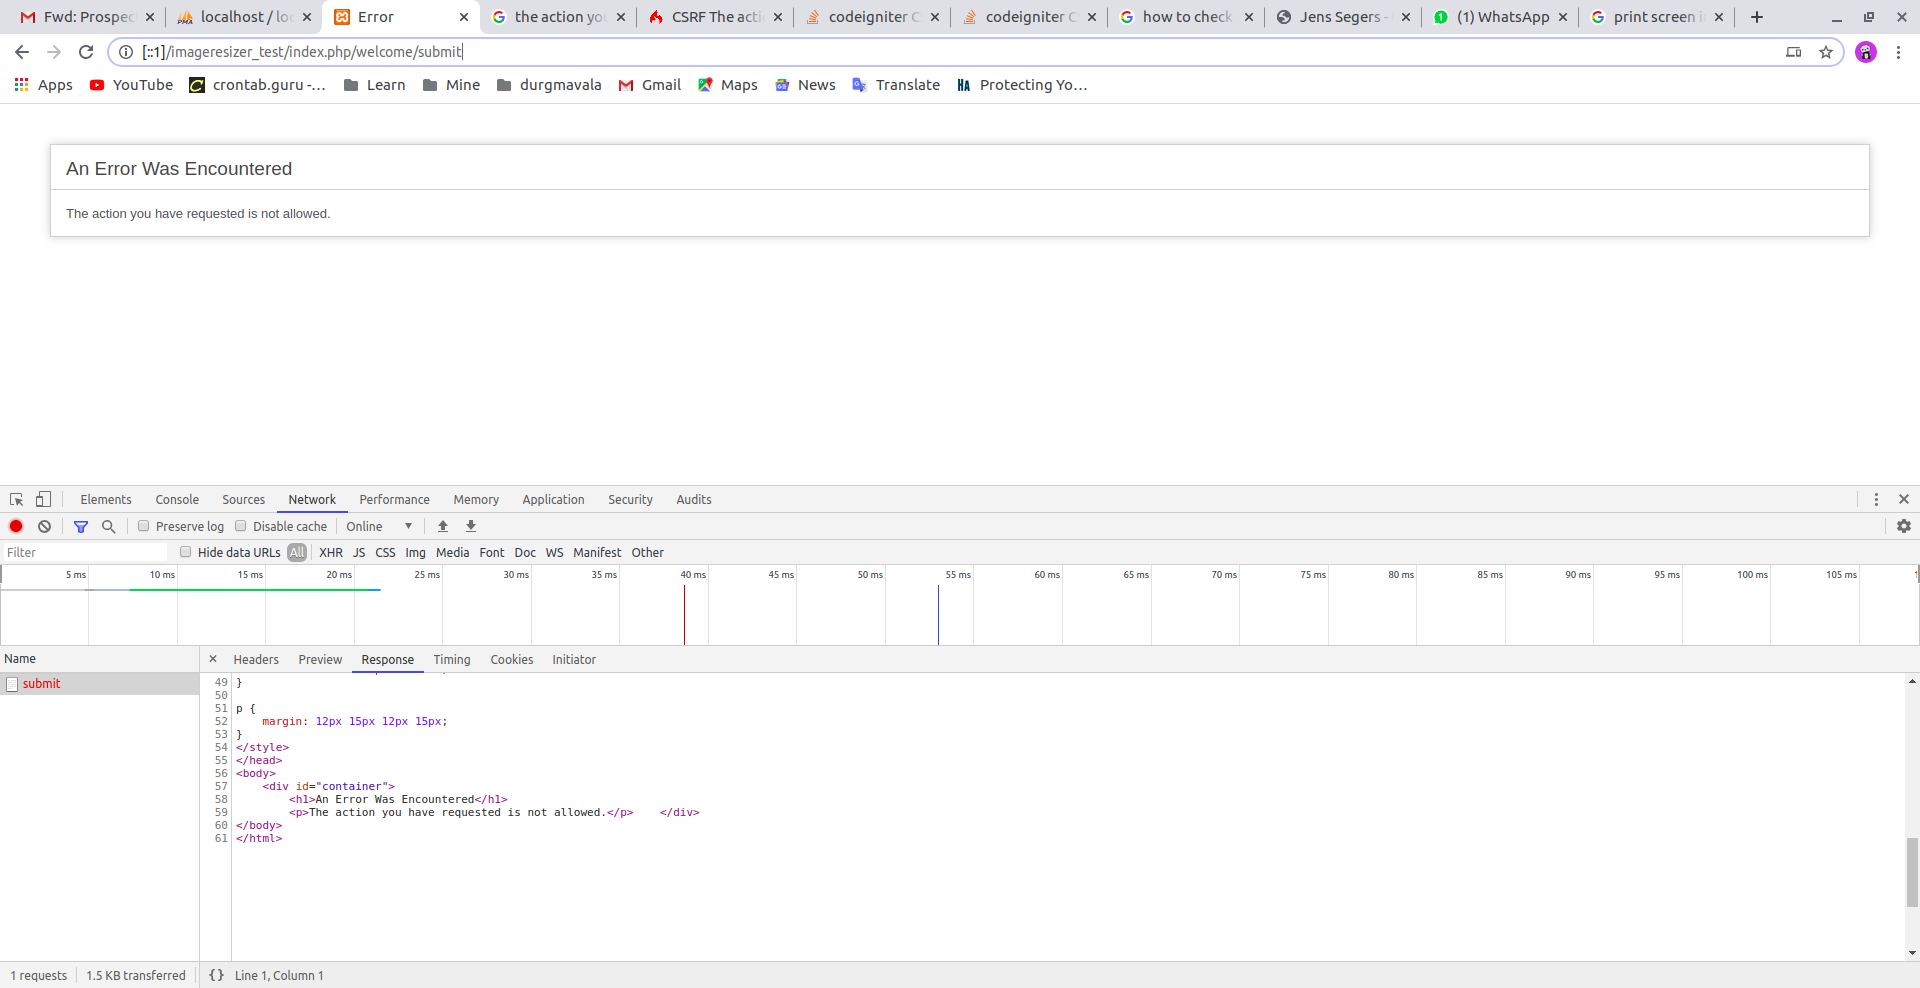 Fwd: Prospec
localhost / lo
Error
the action yo
CSRF The acti
codeigniter C
codeigniter C
how to check
Jens Segers -
(1) WhatsApp
print screen i
[::1]/imageresizer_test/index.php/welcome/submit
Apps YouTube crontab.guru -... Learn Mine durgmavala Gmail Maps News Translate Protecting Yo...
An Error Was Encountered
The action you have requested is not allowed.
Elements Console Sources Network Performance Memory Application Security Audits
Preserve log Disable cache Online
Filter Hide data URLs All XHR JS CSS Img Media Font Doc WS Manifest Other
5 ms 10 ms 15 ms 20 ms 25 ms 30 ms 35 ms 40 ms 45 ms 50 ms 55 ms 60 ms 65 ms 70 ms 75 ms 80 ms 85 ms 90 ms 95 ms 100 ms 105 ms
Name
Headers Preview Response Timing Cookies Initiator
submit
49 }
50
51 p {
52 margin: 12px 15px 12px 15px;
53 }
54 </style>
55 </head>
56 <body>
57 <div id="container">
58 <h1>An Error Was Encountered</h1>
59 <p>The action you have requested is not allowed.</p> </div>
60 </body>
61 </html>
1 requests 1.5 KB transferred {} Line 1, Column 1